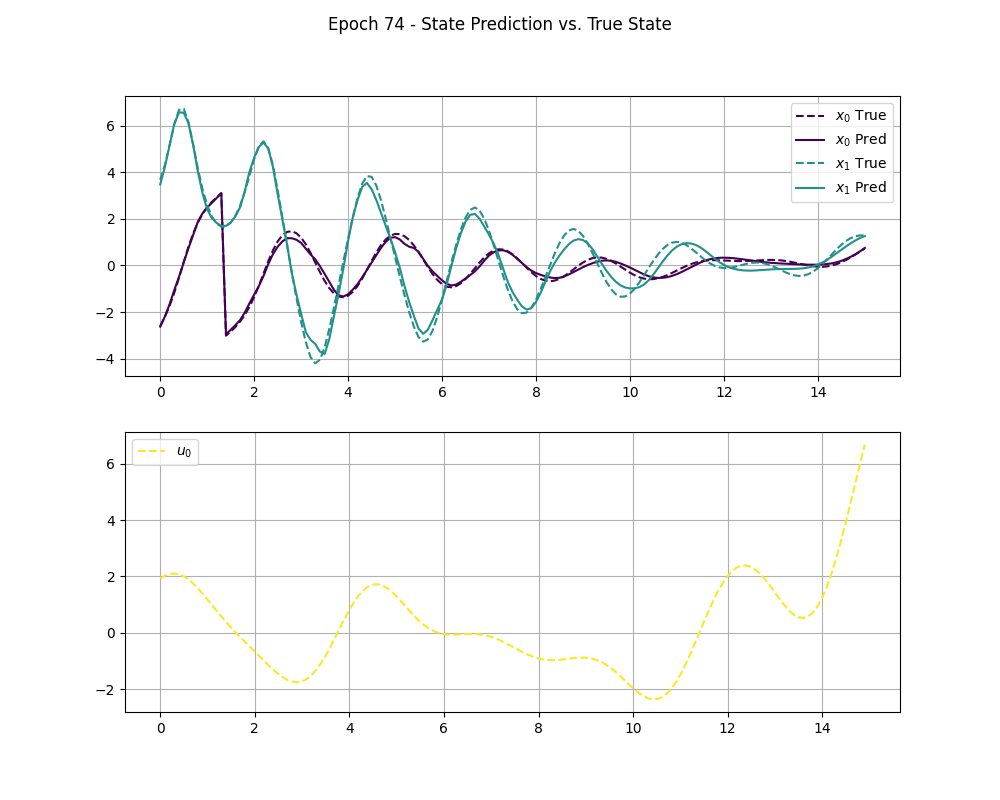 Epoch 74 - State Prediction vs. True State
6
4
2
0
−2
−4
x₀ True
x₀ Pred
x₁ True
x₁ Pred
0 2 4 6 8 10 12 14
6
4
2
0
−2
u₀
0 2 4 6 8 10 12 14